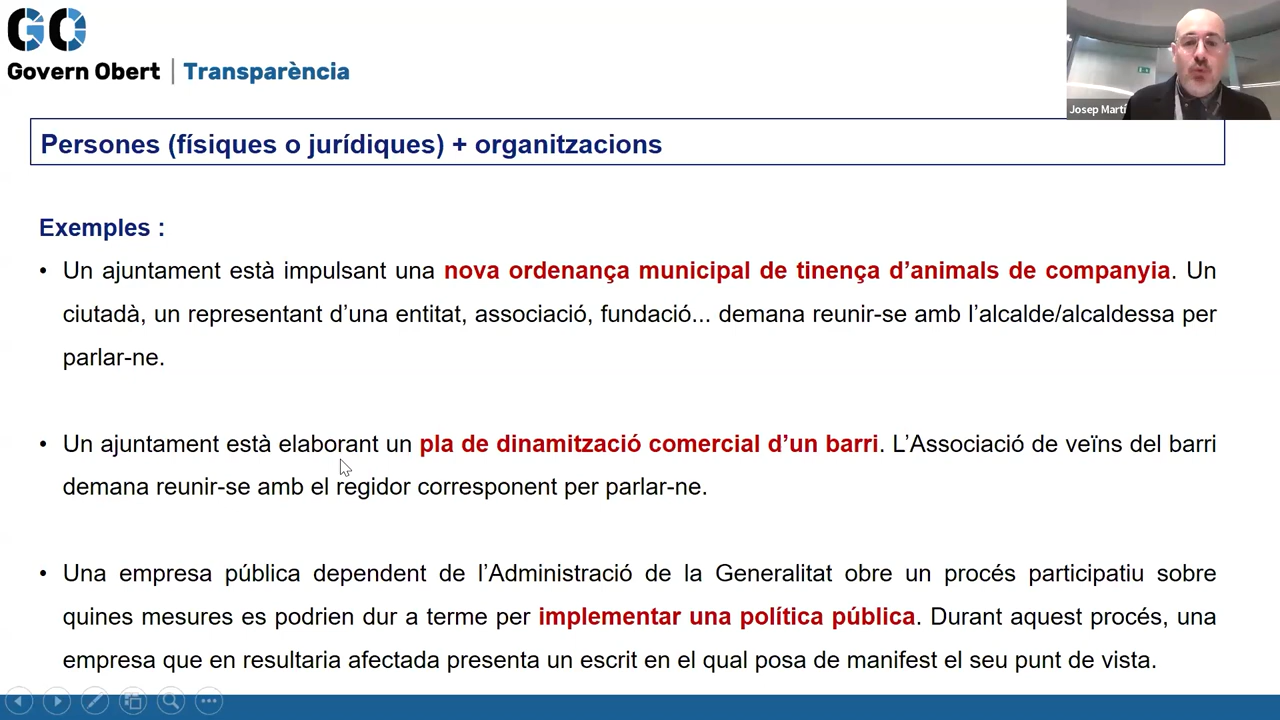 GO
Govern Obert | Transparència
Josep Martí
Persones (físiques o jurídiques) + organitzacions
Exemples :
• Un ajuntament està impulsant una nova ordenança municipal de tinença d’animals de companyia. Un
ciutadà, un representant d’una entitat, associació, fundació... demana reunir-se amb l’alcalde/alcaldessa per
parlar-ne.
• Un ajuntament està elaborant un pla de dinamització comercial d’un barri. L’Associació de veïns del barri
demana reunir-se amb el regidor corresponent per parlar-ne.
• Una empresa pública dependent de l’Administració de la Generalitat obre un procés participatiu sobre
quines mesures es podrien dur a terme per implementar una política pública. Durant aquest procés, una
empresa que en resultaria afectada presenta un escrit en el qual posa de manifest el seu punt de vista.